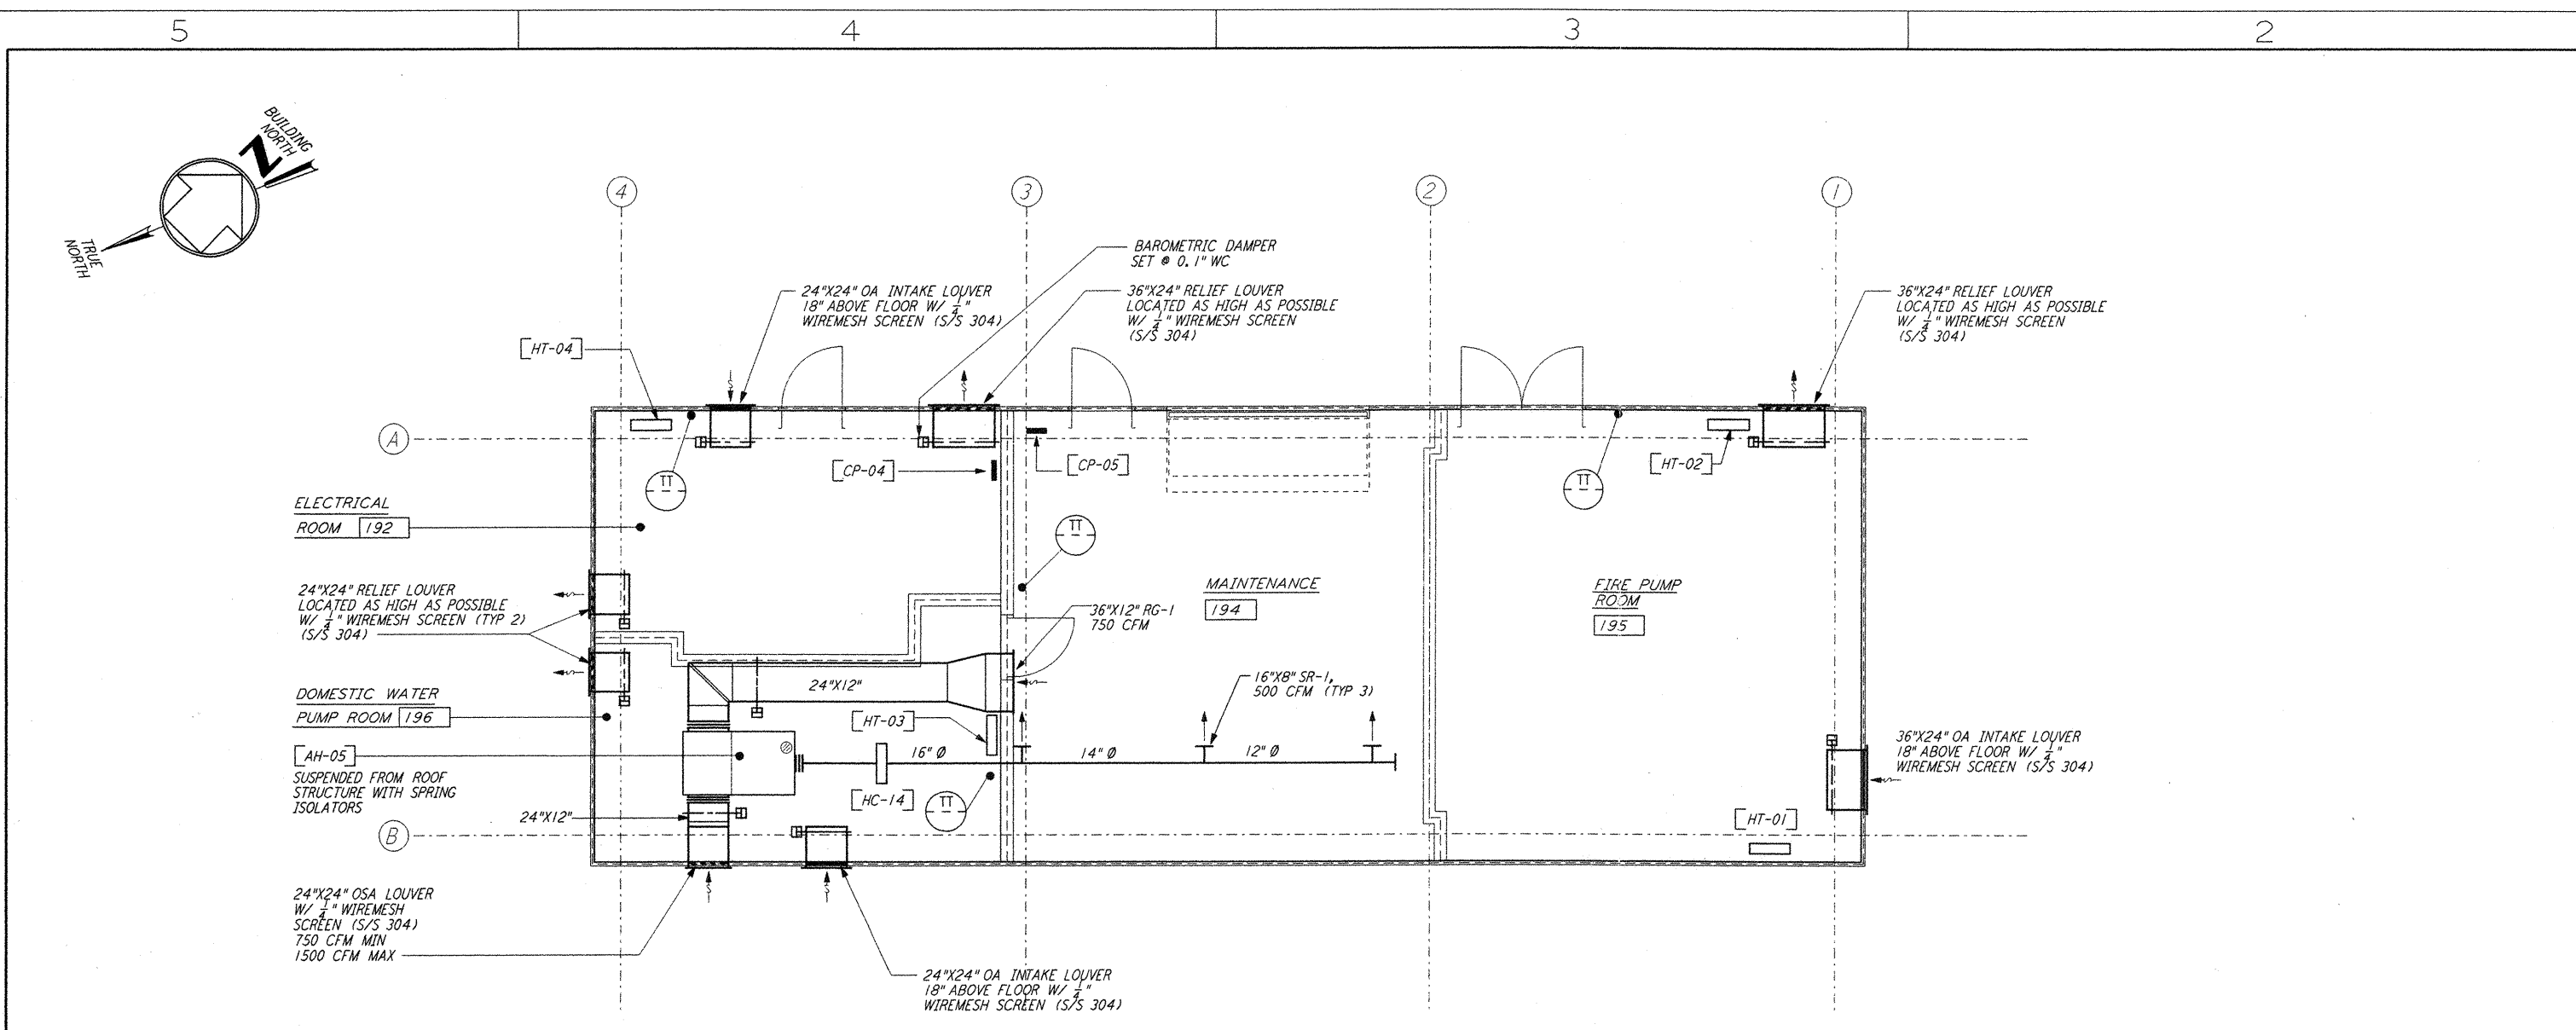 5
4
3
2
BUILDING
NORTH
N
TRUE
NORTH
4
3
2
1
BAROMETRIC DAMPER
SET @ 0.1" WC
24"X24" OA INTAKE LOUVER
18" ABOVE FLOOR W/ 1/4"
WIREMESH SCREEN (S/S 304)
36"X24" RELIEF LOUVER
LOCATED AS HIGH AS POSSIBLE
W/ 1/4" WIREMESH SCREEN
(S/S 304)
36"X24" RELIEF LOUVER
LOCATED AS HIGH AS POSSIBLE
W/ 1/4" WIREMESH SCREEN
(S/S 304)
[HT-04]
A
[CP-04]
[CP-05]
[HT-02]
TT
TT
TT
ELECTRICAL
ROOM 192
24"X24" RELIEF LOUVER
LOCATED AS HIGH AS POSSIBLE
W/ 1/4" WIREMESH SCREEN (TYP 2)
(S/S 304)
MAINTENANCE
194
FIRE PUMP
ROOM
195
36"X12" RG-1
750 CFM
24"X12"
16"X8" SR-1,
500 CFM (TYP 3)
DOMESTIC WATER
PUMP ROOM 196
[HT-03]
[AH-05]
SUSPENDED FROM ROOF
STRUCTURE WITH SPRING
ISOLATORS
16" Ø
14" Ø
12" Ø
36"X24" OA INTAKE LOUVER
18" ABOVE FLOOR W/ 1/4"
WIREMESH SCREEN (S/S 304)
[HC-14]
TT
24"X12"
[HT-01]
B
24"X24" OSA LOUVER
W/ 1/4" WIREMESH
SCREEN (S/S 304)
750 CFM MIN
1500 CFM MAX
24"X24" OA INTAKE LOUVER
18" ABOVE FLOOR W/ 1/4"
WIREMESH SCREEN (S/S 304)